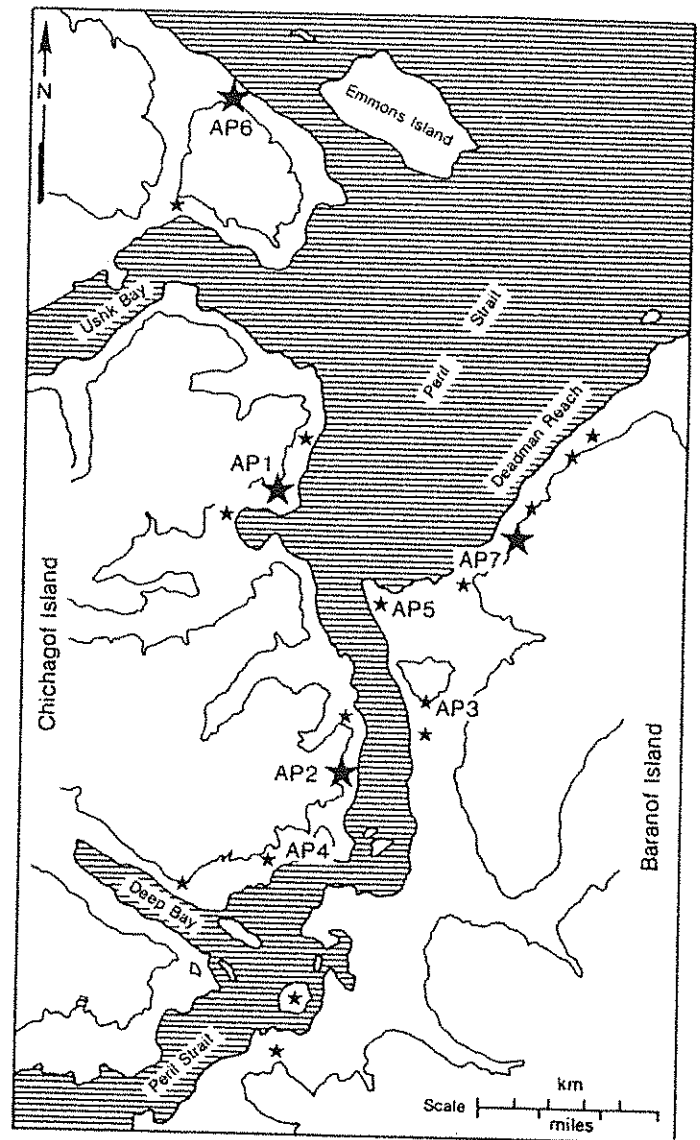 N
AP6
Emmons Island
Ushk Bay
Peril Strait
Deadman Reach
AP1
AP7
AP5
Chichagof Island
AP3
AP2
Baranof Island
AP4
Deep Bay
Peril Strait
km
Scale
miles